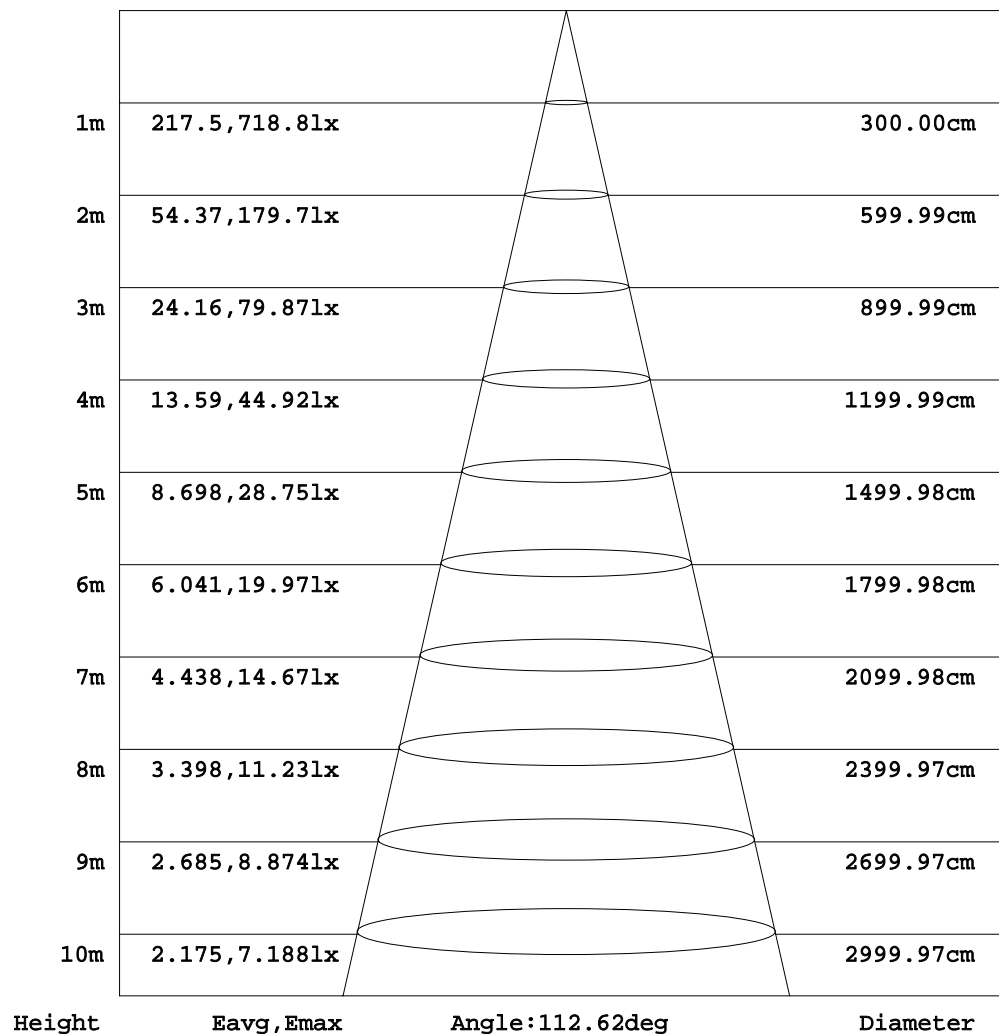 1m 217.5,718.8lx 300.00cm
2m 54.37,179.7lx 599.99cm
3m 24.16,79.87lx 899.99cm
4m 13.59,44.92lx 1199.99cm
5m 8.698,28.75lx 1499.98cm
6m 6.041,19.97lx 1799.98cm
7m 4.438,14.67lx 2099.98cm
8m 3.398,11.23lx 2399.97cm
9m 2.685,8.874lx 2699.97cm
10m 2.175,7.188lx 2999.97cm
Height Eavg,Emax Angle:112.62deg Diameter